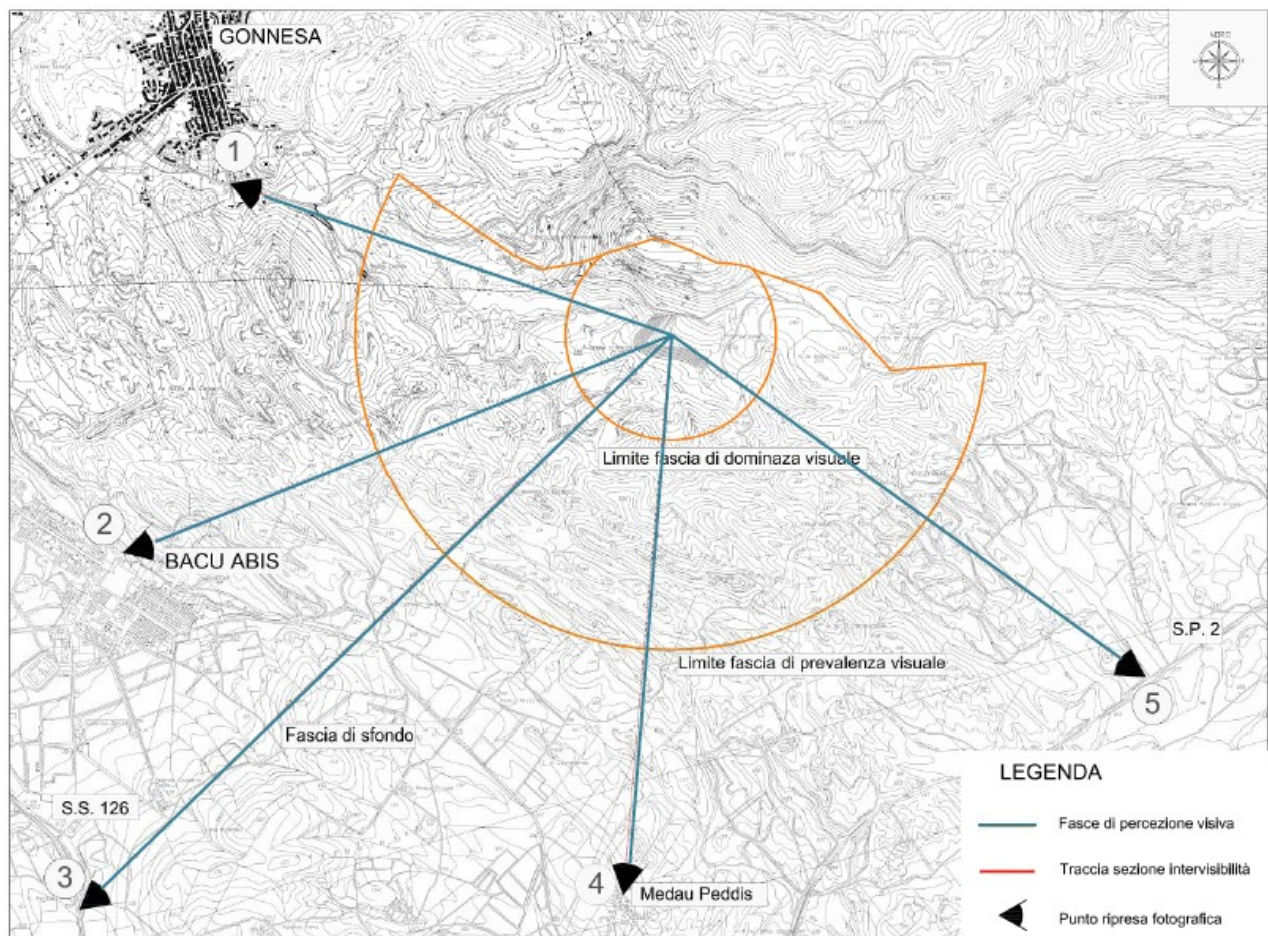 GONNESA
NORD
1
Limite fascia di dominaza visuale
2
BACU ABIS
S.P. 2
Limite fascia di prevalenza visuale
5
Fascia di sfondo
LEGENDA
S.S. 126
Fasce di percezione visiva
3
4
Medau Peddis
Traccia sezione intervisibilità
Punto ripresa fotografica